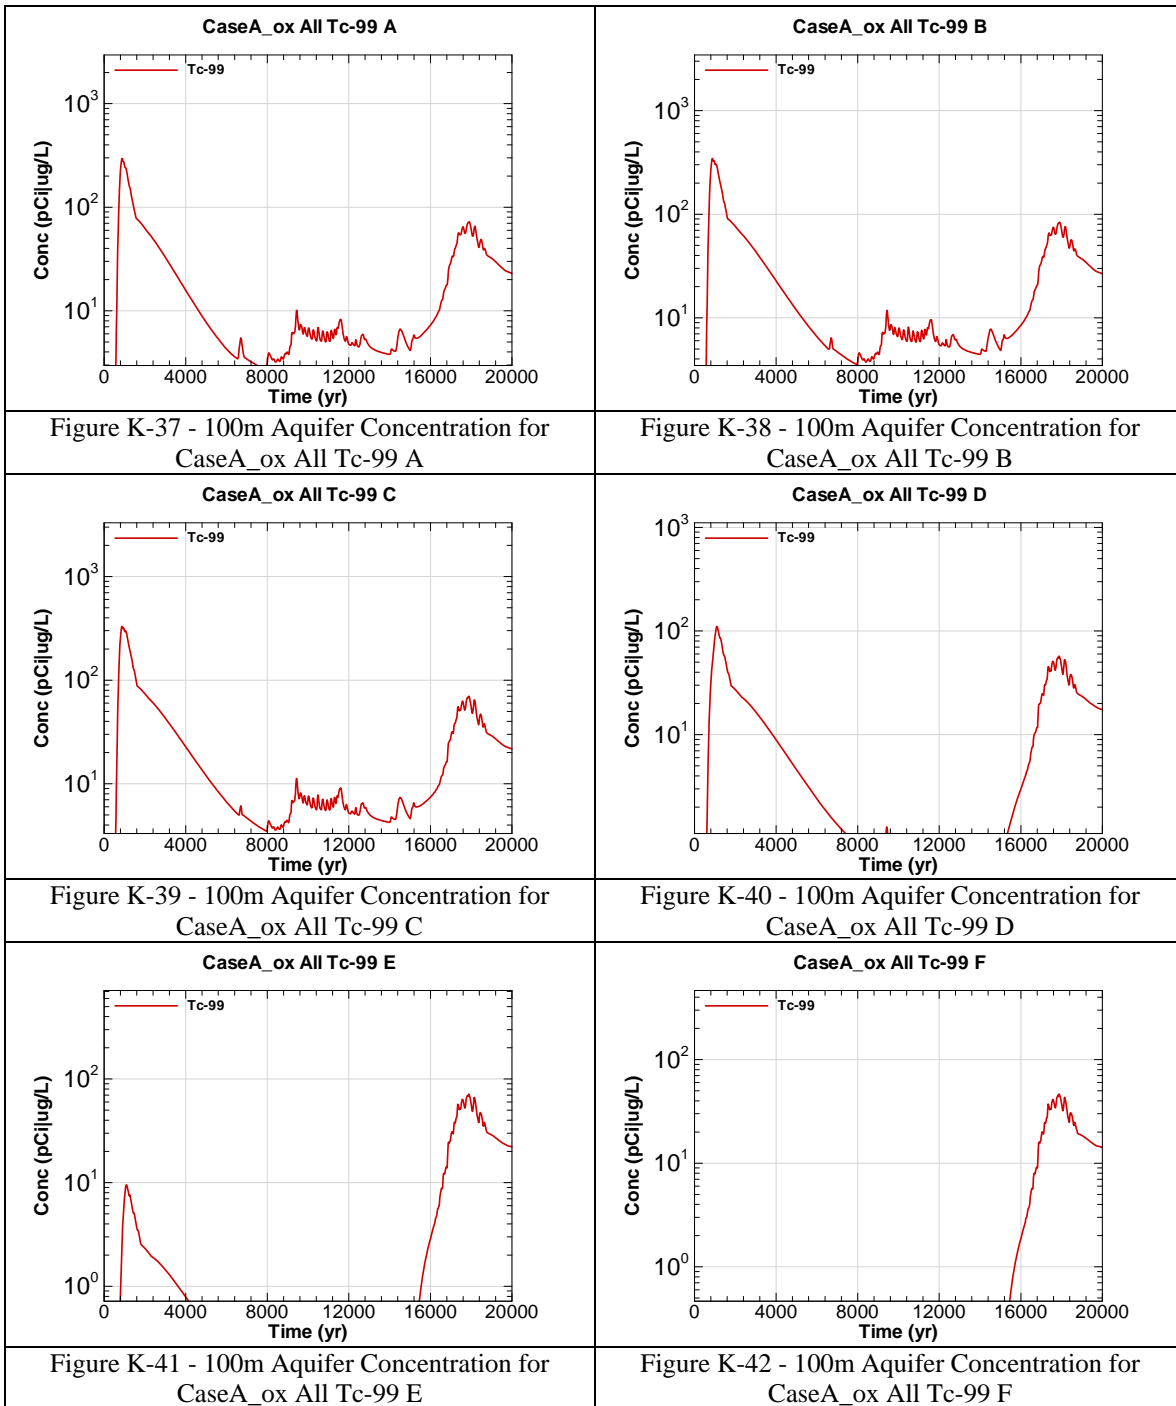 CaseA_ox All Tc-99 A
Tc-99
Conc (pCi|ug/L)
10^3
10^2
10^1
0 4000 8000 12000 16000 20000
Time (yr)
Figure K-37 - 100m Aquifer Concentration for
CaseA_ox All Tc-99 A
CaseA_ox All Tc-99 B
Tc-99
Conc (pCi|ug/L)
10^3
10^2
10^1
0 4000 8000 12000 16000 20000
Time (yr)
Figure K-38 - 100m Aquifer Concentration for
CaseA_ox All Tc-99 B
CaseA_ox All Tc-99 C
Tc-99
Conc (pCi|ug/L)
10^3
10^2
10^1
0 4000 8000 12000 16000 20000
Time (yr)
Figure K-39 - 100m Aquifer Concentration for
CaseA_ox All Tc-99 C
CaseA_ox All Tc-99 D
Tc-99
Conc (pCi|ug/L)
10^3
10^2
10^1
0 4000 8000 12000 16000 20000
Time (yr)
Figure K-40 - 100m Aquifer Concentration for
CaseA_ox All Tc-99 D
CaseA_ox All Tc-99 E
Tc-99
Conc (pCi|ug/L)
10^2
10^1
10^0
0 4000 8000 12000 16000 20000
Time (yr)
Figure K-41 - 100m Aquifer Concentration for
CaseA_ox All Tc-99 E
CaseA_ox All Tc-99 F
Tc-99
Conc (pCi|ug/L)
10^2
10^1
10^0
0 4000 8000 12000 16000 20000
Time (yr)
Figure K-42 - 100m Aquifer Concentration for
CaseA_ox All Tc-99 F